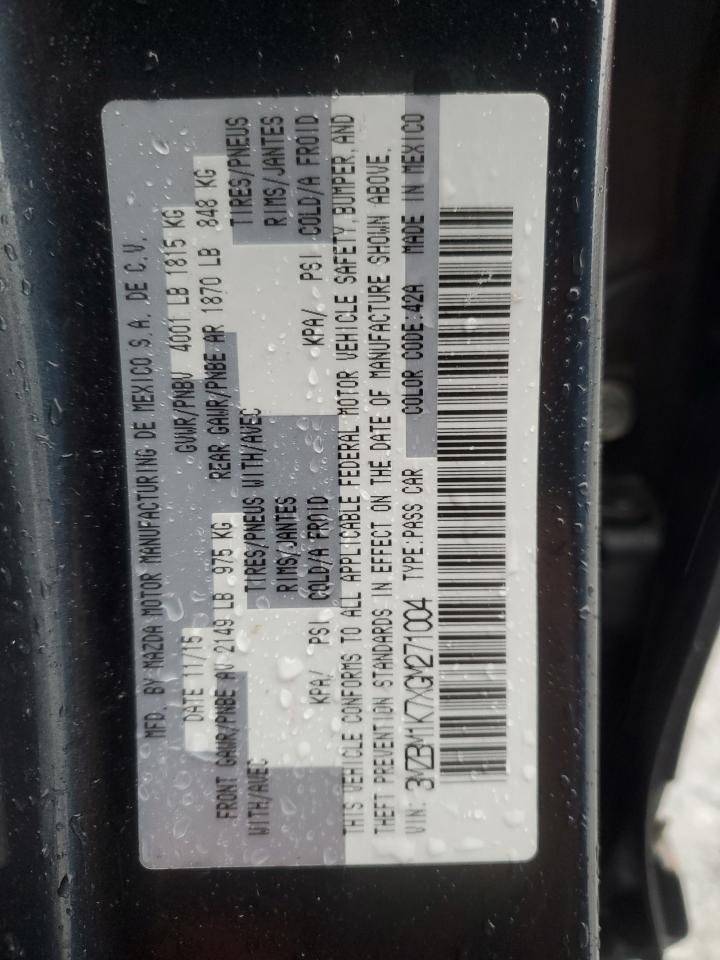 MFD. BY MAZDA MOTOR MANUFACTURING DE MEXICO S.A. DE C.V.
DATE 11/15 GVWR/PNBV 4001 LB 1815 KG
FRONT GAWR/PNBE AV 2149 LB 975 KG REAR GAWR/PNBE AR 1870 LB 848 KG
WITH/AVEC TIRES/PNEUS WITH/AVEC TIRES/PNEUS
RIMS/JANTES RIMS/JANTES
KPA/ PSI COLD/A FROID KPA/ PSI COLD/A FROID
THIS VEHICLE CONFORMS TO ALL APPLICABLE FEDERAL MOTOR VEHICLE SAFETY, BUMPER, AND
THEFT PREVENTION STANDARDS IN EFFECT ON THE DATE OF MANUFACTURE SHOWN ABOVE.
VIN: 3MZBM1K7XGM271004 TYPE:PASS CAR COLOR CODE:42A MADE IN MEXICO